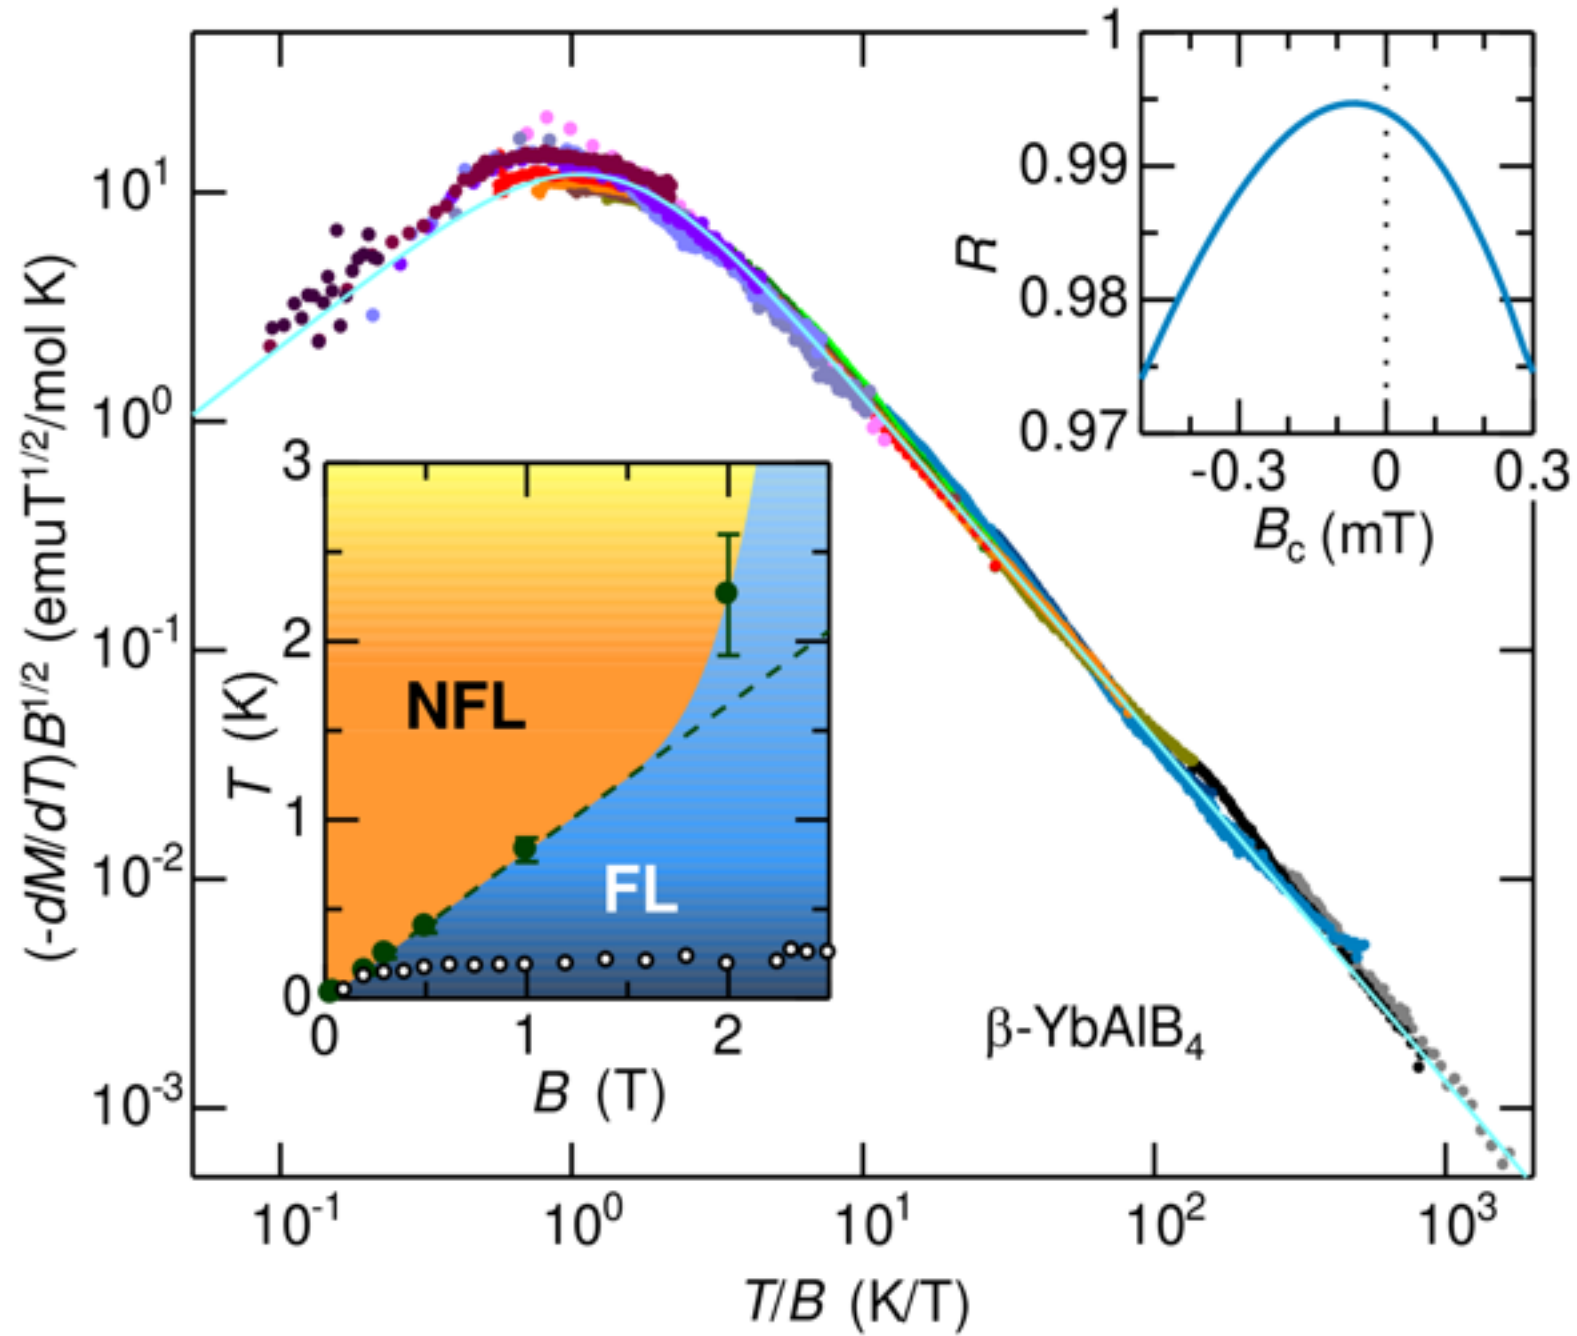 (-dM/dT)B^1/2 (emuT^1/2/mol K)
10^1
10^0
10^-1
10^-2
10^-3
10^-1 10^0 10^1 10^2 10^3
T/B (K/T)
β-YbAlB₄
R
1
0.99
0.98
0.97
-0.3 0 0.3
B_c (mT)
T (K)
3
2
1
0
NFL
FL
0 1 2
B (T)